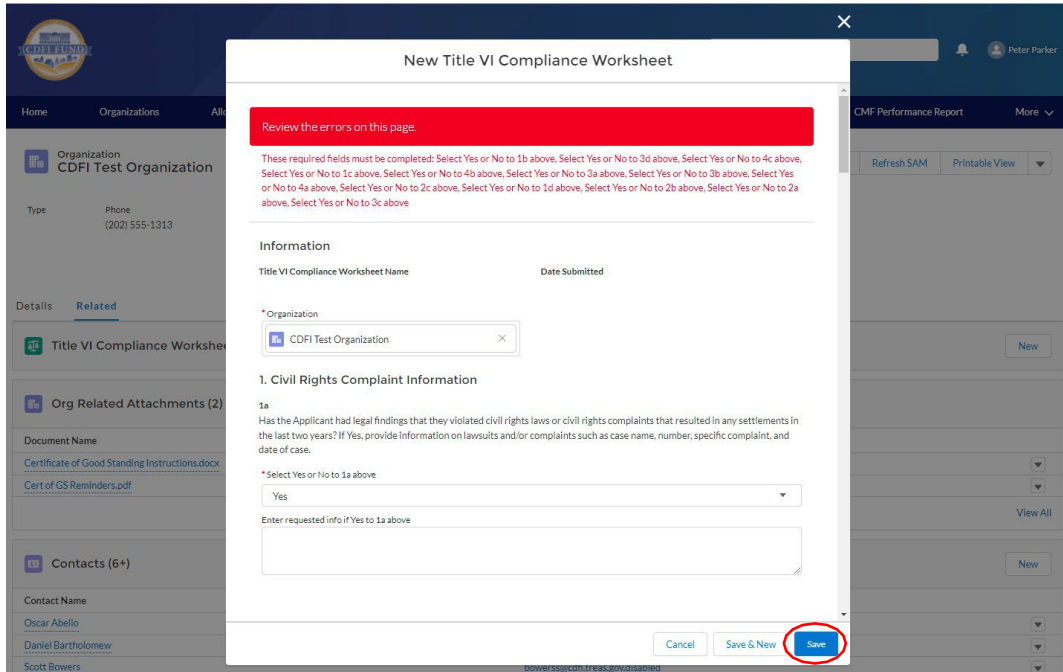 CDFI FUND
Peter Parker
New Title VI Compliance Worksheet
Home
Organizations
CMF Performance Report
More
Organization
CDFI Test Organization
Refresh SAM
Printable View
Type
Phone
(202) 555-1313
Details
Related
Title VI Compliance
New
Org Related Attachments (2)
Document Name
Certificate of Good Standing Instructions.docx
Cert of GS Reminders.pdf
View All
Contacts (6+)
New
Contact Name
Oscar Abello
Daniel Bartholomew
Scott Bowers
bowerss@cdfi.treas.gov.disabled
Review the errors on this page.
These required fields must be completed: Select Yes or No to 1b above, Select Yes or No to 3d above, Select Yes or No to 4c above,
Select Yes or No to 1c above, Select Yes or No to 4b above, Select Yes or No to 3a above, Select Yes or No to 3b above, Select Yes
or No to 4a above, Select Yes or No to 2c above, Select Yes or No to 1d above, Select Yes or No to 2b above, Select Yes or No to 2a
above, Select Yes or No to 3c above
Information
Title VI Compliance Worksheet Name
Date Submitted
*Organization
CDFI Test Organization
1. Civil Rights Complaint Information
1a
Has the Applicant had legal findings that they violated civil rights laws or civil rights complaints that resulted in any settlements in
the last two years? If Yes, provide information on lawsuits and/or complaints such as case name, number, specific complaint, and
date of case.
*Select Yes or No to 1a above
Yes
Enter requested info if Yes to 1a above
Cancel
Save & New
Save